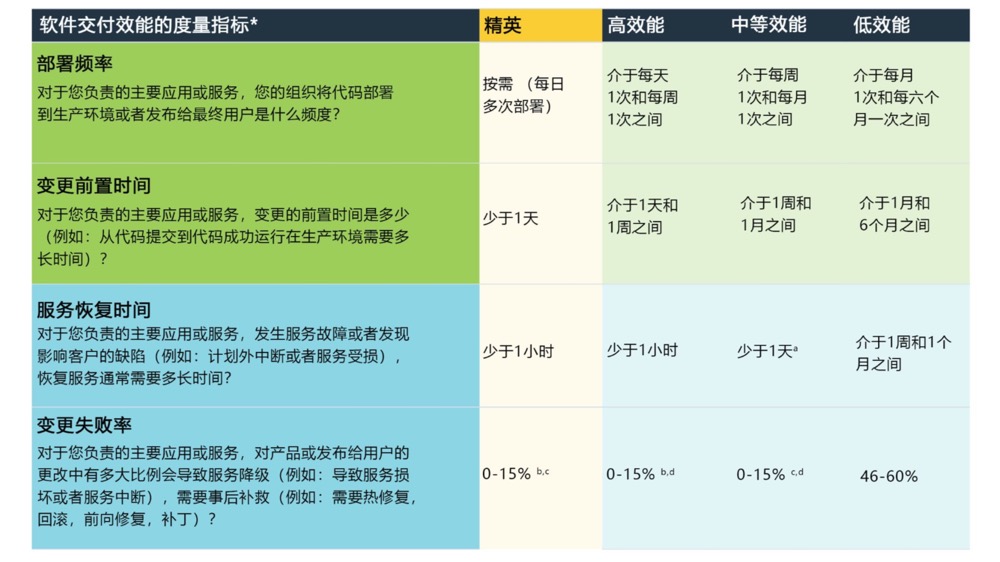 软件交付效能的度量指标* 精英 高效能 中等效能 低效能
部署频率
对于您负责的主要应用或服务，您的组织将代码部署
到生产环境或者发布给最终用户是什么频度？
按需 （每日
多次部署）
介于每天
1次和每周
1次之间
介于每周
1次和每月
1次之间
介于每月
1次和每六个
月一次之间
变更前置时间
对于您负责的主要应用或服务，变更的前置时间是多少
（例如：从代码提交到代码成功运行在生产环境需要多
长时间）？
少于1天
介于1天和
1周之间
介于1周和
1月之间
介于1月和
6个月之间
服务恢复时间
对于您负责的主要应用或服务，发生服务故障或者发现
影响客户的缺陷（例如：计划外中断或者服务受损），
恢复服务通常需要多长时间？
少于1小时
少于1小时
少于1天a
介于1周和1个
月之间
变更失败率
对于您负责的主要应用或服务，对产品或发布给用户的
更改中有多大比例会导致服务降级（例如：导致服务损
坏或者服务中断），需要事后补救（例如：需要热修复，
回滚，前向修复，补丁）？
0-15% b,c
0-15% b,d
0-15% c,d
46-60%